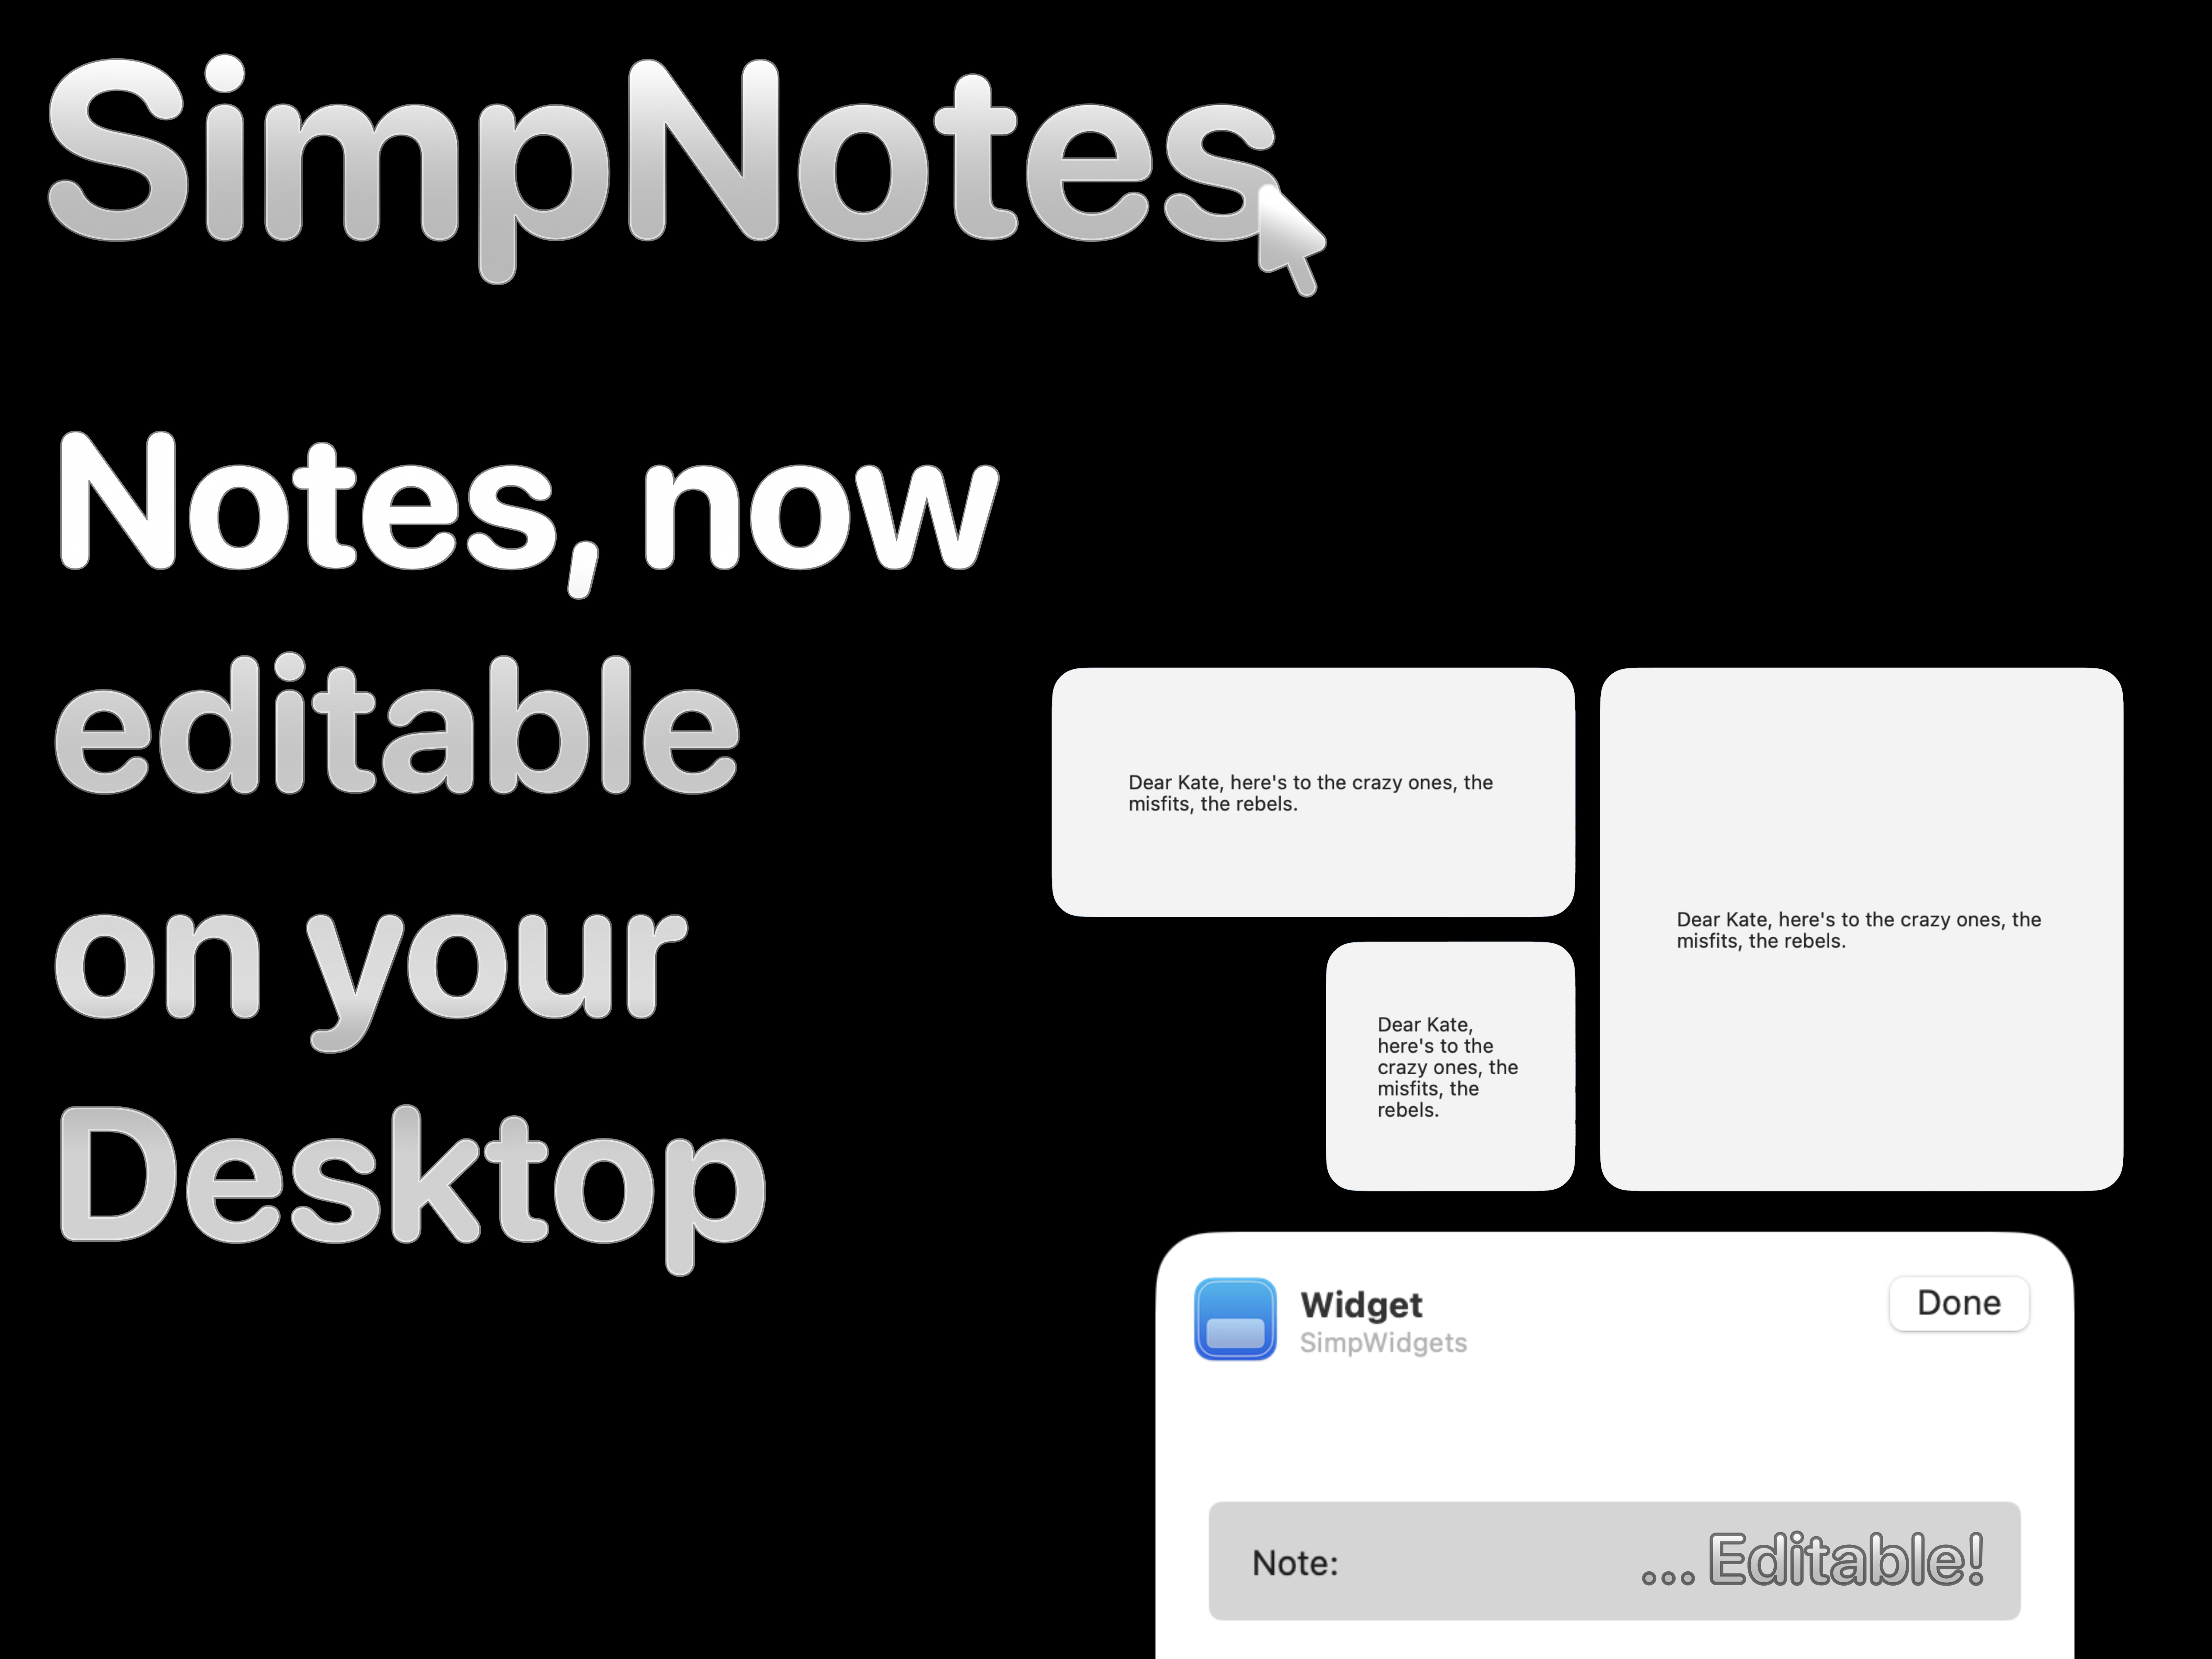 SimpNotes
Notes, now
editable
on your
Desktop
Dear Kate, here's to the crazy ones, the
misfits, the rebels.
Dear Kate,
here's to the
crazy ones, the
misfits, the
rebels.
Dear Kate, here's to the crazy ones, the
misfits, the rebels.
Widget
SimpWidgets
Done
Note:
... Editable!